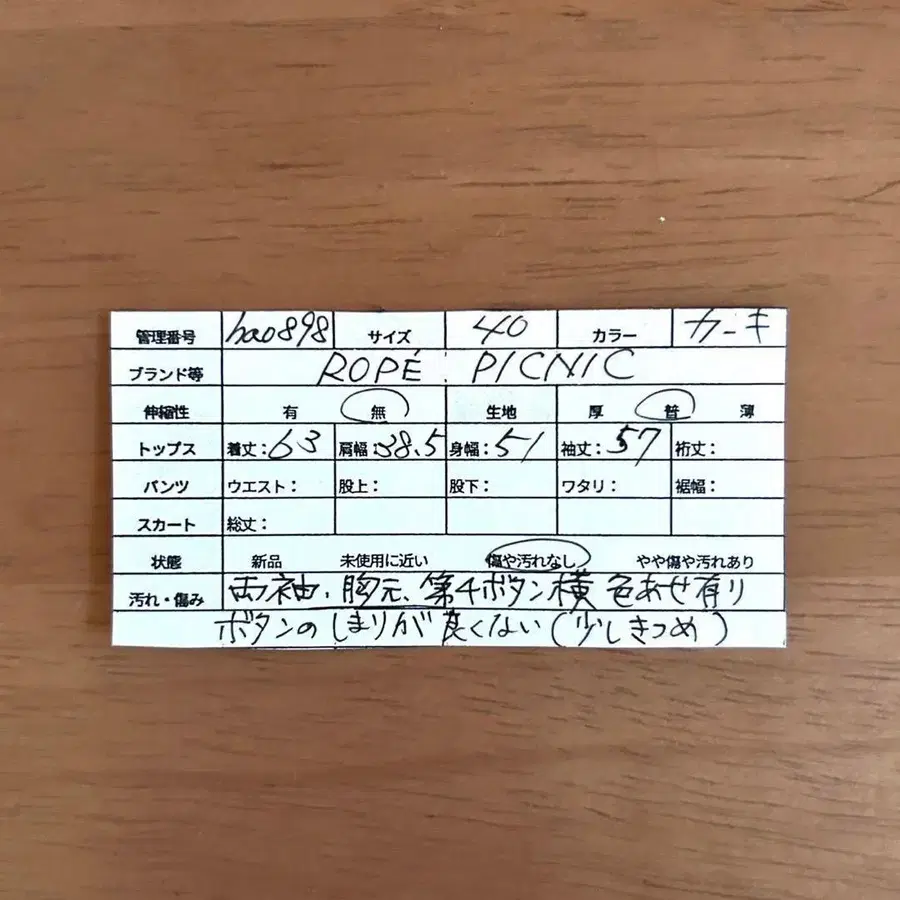 管理番号 hao898 サイズ 40 カラー カーキ
ブランド等 ROPÉ PICNIC
伸縮性 有 無 生地 厚 普 薄
トップス 着丈:63 肩幅:38.5 身幅:51 袖丈:57 裄丈:
パンツ ウエスト: 股上: 股下: ワタリ: 裾幅:
スカート 総丈:
状態 新品 未使用に近い 傷や汚れなし やや傷や汚れあり
汚れ・傷み 両袖、胸元、第4ボタン横 色あせ有り
ボタンのしまりが良くない(少しきつめ)